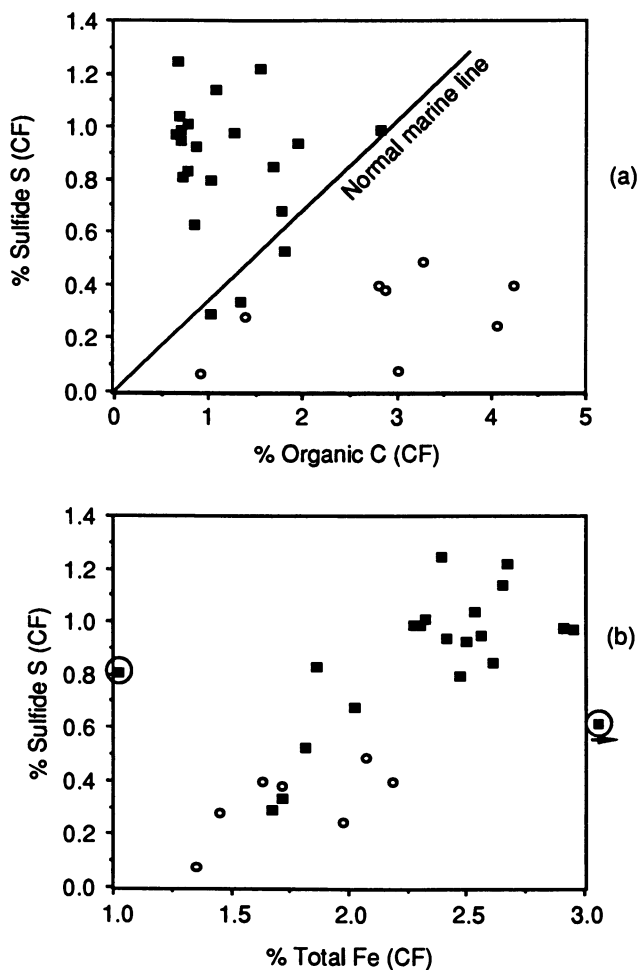 1.4
1.2
1.0
0.8
0.6
0.4
0.2
0.0
% Sulfide S (CF)
Normal marine line
(a)
0 1 2 3 4 5
% Organic C (CF)
1.4
1.2
1.0
0.8
0.6
0.4
0.2
0.0
% Sulfide S (CF)
(b)
1.0 1.5 2.0 2.5 3.0
% Total Fe (CF)